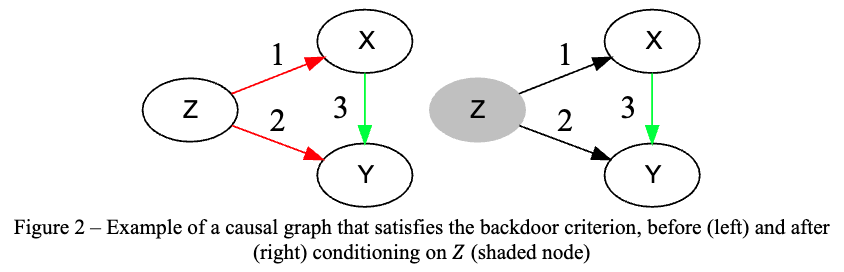 X
X
1
1
Z
Z
2
3
2
3
Y
Y
Figure 2 – Example of a causal graph that satisfies the backdoor criterion, before (left) and after
(right) conditioning on Z (shaded node)